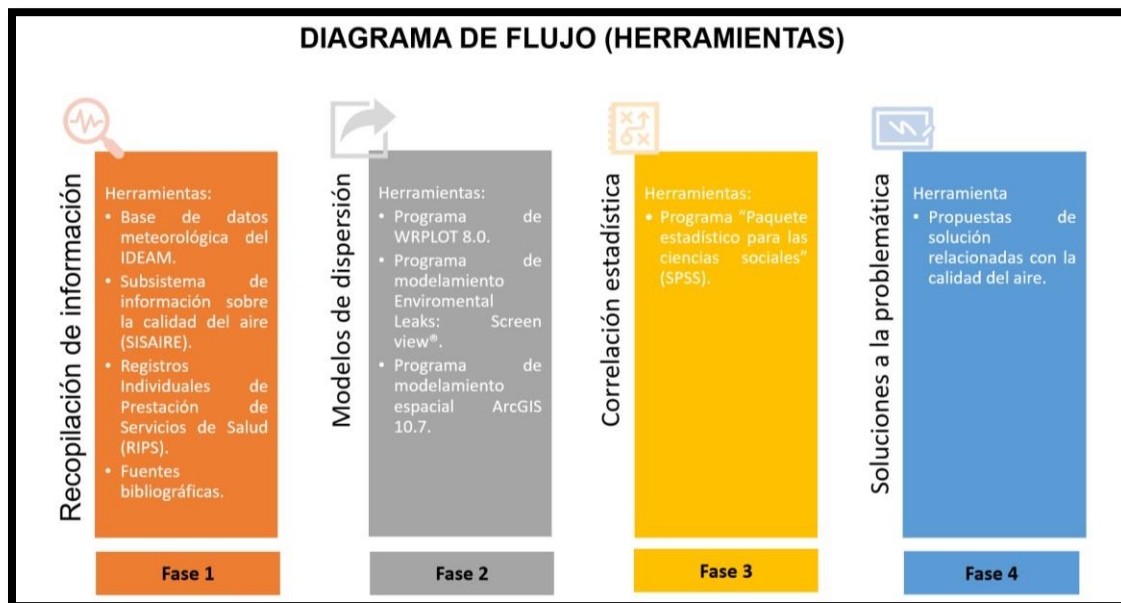 DIAGRAMA DE FLUJO (HERRAMIENTAS)
Recopilación de información
Herramientas:
• Base de datos
meteorológica del
IDEAM.
• Subsistema de
información sobre
la calidad del aire
(SISAIRE).
• Registros
Individuales de
Prestación de
Servicios de Salud
(RIPS).
• Fuentes
bibliográficas.
Fase 1
Modelos de dispersión
Herramientas:
• Programa de
WRPLOT 8.0.
• Programa de
modelamiento
Enviromental
Leaks: Screen
view®.
• Programa de
modelamiento
espacial ArcGIS
10.7.
Fase 2
Correlación estadística
Herramientas:
• Programa “Paquete
estadístico para las
ciencias sociales”
(SPSS).
Fase 3
Soluciones a la problemática
Herramienta
• Propuestas de
solución
relacionadas con la
calidad del aire.
Fase 4